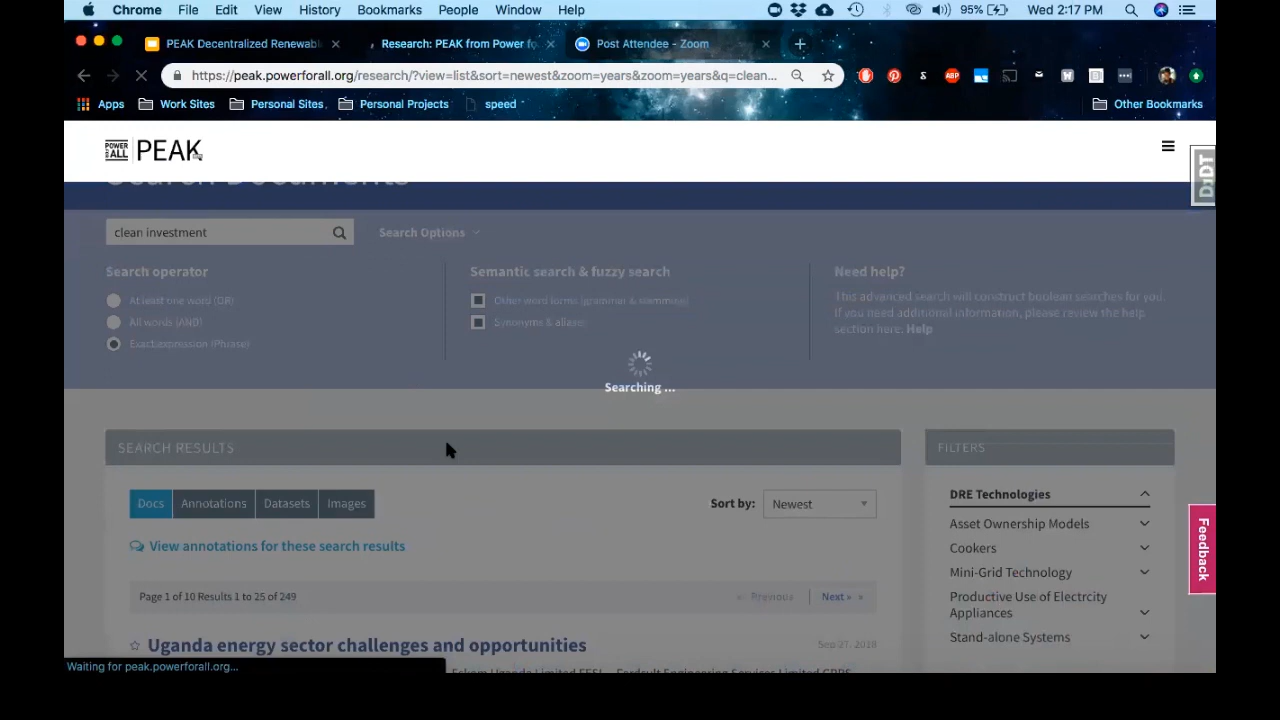 Chrome File Edit View History Bookmarks People Window Help 95% Wed 2:17 PM
PEAK Decentralized Renewab × Research: PEAK from Power fo × Post Attendee - Zoom × +
https://peak.powerforall.org/research/?view=list&sort=newest&zoom=years&zoom=years&q=clean...
Apps Work Sites Personal Sites Personal Projects speed Other Bookmarks
POWER FOR ALL PEAK
DjDT
Search Documents
clean investment Search Options
Search operator
At least one word (OR)
All words (AND)
Exact expression (Phrase)
Semantic search & fuzzy search
Other word forms (grammar & stemming)
Synonyms & aliases
Need help?
This advanced search will construct boolean searches for you.
If you need additional information, please review the help
section here. Help
Searching ...
SEARCH RESULTS
Docs Annotations Datasets Images Sort by: Newest
View annotations for these search results
Page 1 of 10 Results 1 to 25 of 249 « Previous Next » »
Uganda energy sector challenges and opportunities Sep 27, 2018
Eskom Uganda Limited EESL
FILTERS
DRE Technologies
Asset Ownership Models
Cookers
Mini-Grid Technology
Productive Use of Electrcity
Appliances
Stand-alone Systems
Feedback
Waiting for peak.powerforall.org...